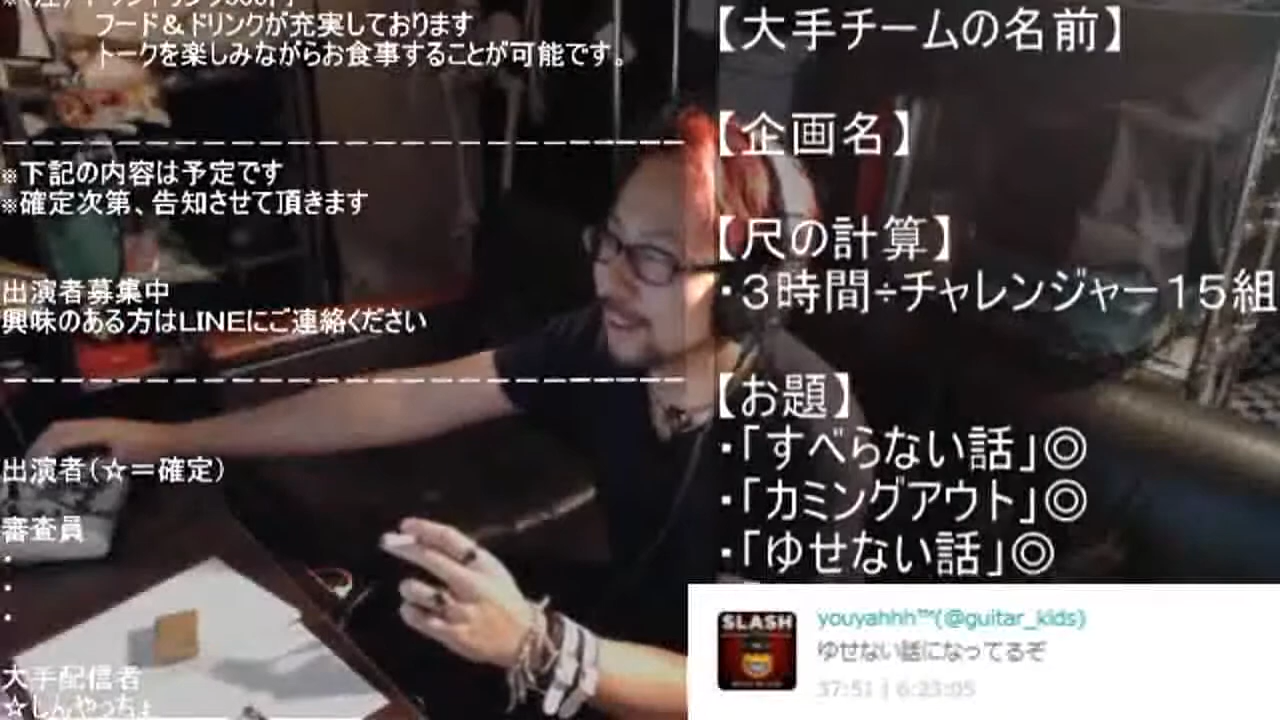 フード＆ドリンクが充実しております
トークを楽しみながらお食事することが可能です。
※下記の内容は予定です
※確定次第、告知させて頂きます
出演者募集中
興味のある方はLINEにご連絡ください
出演者（☆＝確定）
審査員
・
・
・
大手配信者
☆しんやっちょ
【大手チームの名前】
【企画名】
【尺の計算】
・３時間÷チャレンジャー１５組
【お題】
・「すべらない話」◎
・「カミングアウト」◎
・「ゆせない話」◎
SLASH
youyahhh™(@guitar_kids)
ゆせない話になってるぞ
37:51 | 6:23:05